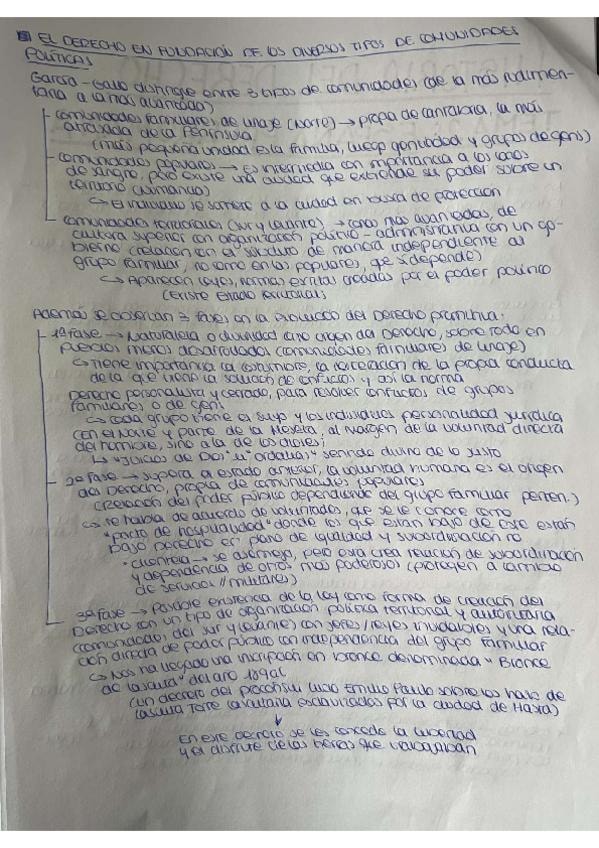 EL DERECHO EN FUNDACIÓN DE LOS DIVERSOS TIPOS DE COMUNIDADES
POLÍTICAS
García-Gallo distingue entre 3 tipos de comunidades (de la más rudimen-
taria a la más avanzada)
comunidades familiares de linaje (Norte) → propia de Cantabria, la más
atrasada de la Península
(más pequeña unidad es la familia, luego gentilidad y grupos de gens)
comunidades populares → es intermedia con importancia a los lazos
de sangre, pero existe una ciudad que extiende su poder sobre un
territorio (Numancia)
↳ El individuo se somete a la ciudad en busca de protección
comunidades territoriales (sur y Levante) → como más avanzadas, de
cultura superior con organización político-administrativa con un go-
bierno (relación con el súbdito de manera independiente al
grupo familiar, no como en las populares, que sí depende)
↳ Aparecen leyes, normas escritas creadas por el poder político
(existe Estado territorial)
Además se observan 3 fases en la evolución del Derecho primitivo:
1ª fase → Naturaleza o divinidad como origen del Derecho, sobre todo en
pueblos menos desarrollados (comunidades familiares de linaje)
↳ Tiene importancia la costumbre, la reiteración de la propia conducta
de la que viene la solución de conflictos y así la norma
Derecho personalista y cerrado, para resolver conflictos de grupos
familiares o de gens
↳ cada grupo tiene el suyo y los individuos personalidad jurídica
con el Norte y parte de la Meseta, al margen de la voluntad directa
del hombre, sino a la de los dioses;
↳ "Juicios de Dios" u "ordalías" sentido divino de lo justo
2ª fase → supera al estado anterior, la voluntad humana es el origen
del Derecho, propia de comunidades populares
(relación del poder público dependiendo del grupo familiar perten.)
↳ se habla de acuerdo de voluntades, que se le conoce como
"pacto de hospitalidad" donde los que están bajo de este están
bajo derecho en plano de igualdad y subordinación no
"clientela → se asemeja, pero esta crea relación de subordinación
y dependencia de otros más poderosos (protegen a cambio
de servicios // militares)
3ª fase → Posible existencia de la ley como forma de creación del
Derecho con un tipo de organización política territorial y autoritaria
(comunidades del sur y Levante) con jefes/reyes y una rela-
ción directa de poder público con independencia del grupo familiar
↳ Nos ha llegado una inscripción en bronce denominada "Bronce
de Lascuta" del año 189 a.C
(un decreto del procónsul Lucio Emilio Paulo sobre los habs de
Lascuta Torre Lascutana esclavizados por la ciudad de Hasta)
↓
En este decreto se les concede la libertad
y el disfrute de las tierras que trabajaban